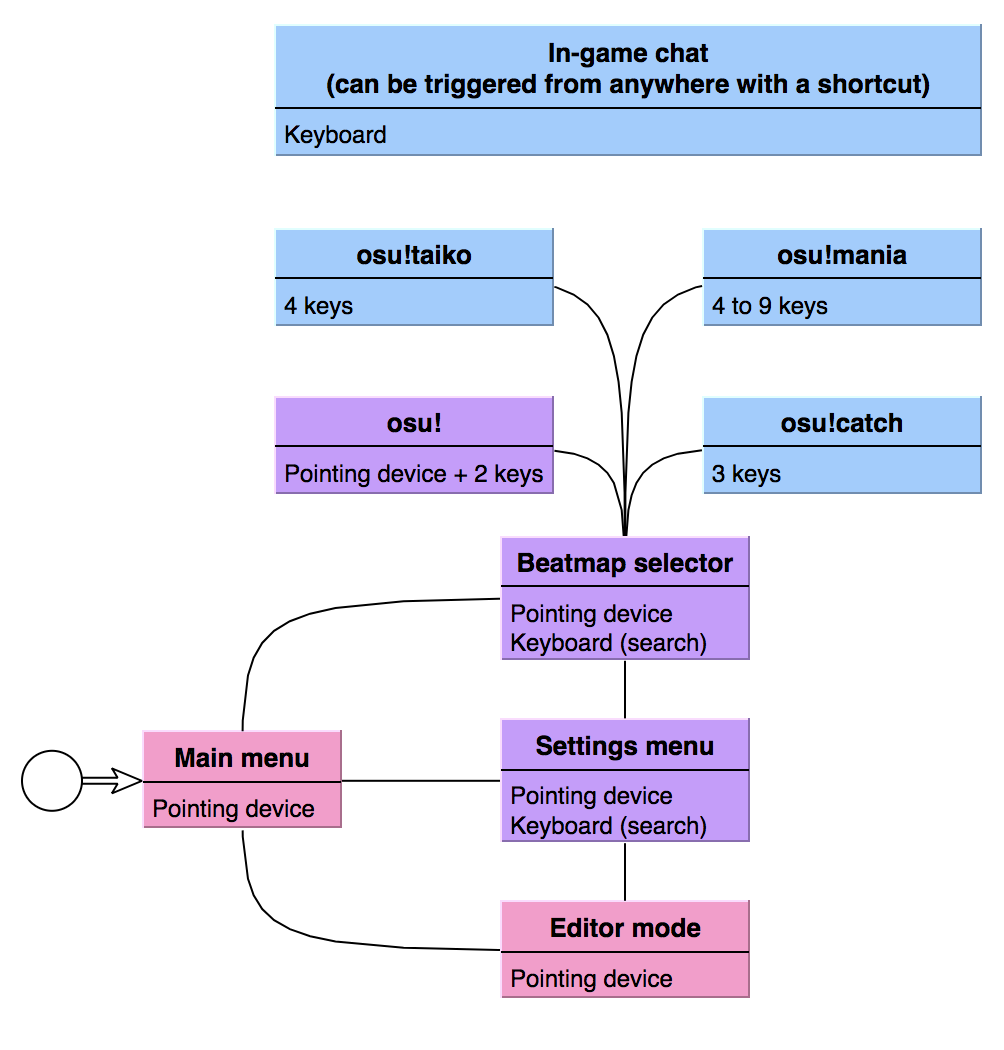 In-game chat
(can be triggered from anywhere with a shortcut)
Keyboard
osu!taiko
4 keys
osu!mania
4 to 9 keys
osu!
Pointing device + 2 keys
osu!catch
3 keys
Beatmap selector
Pointing device
Keyboard (search)
Main menu
Pointing device
Settings menu
Pointing device
Keyboard (search)
Editor mode
Pointing device